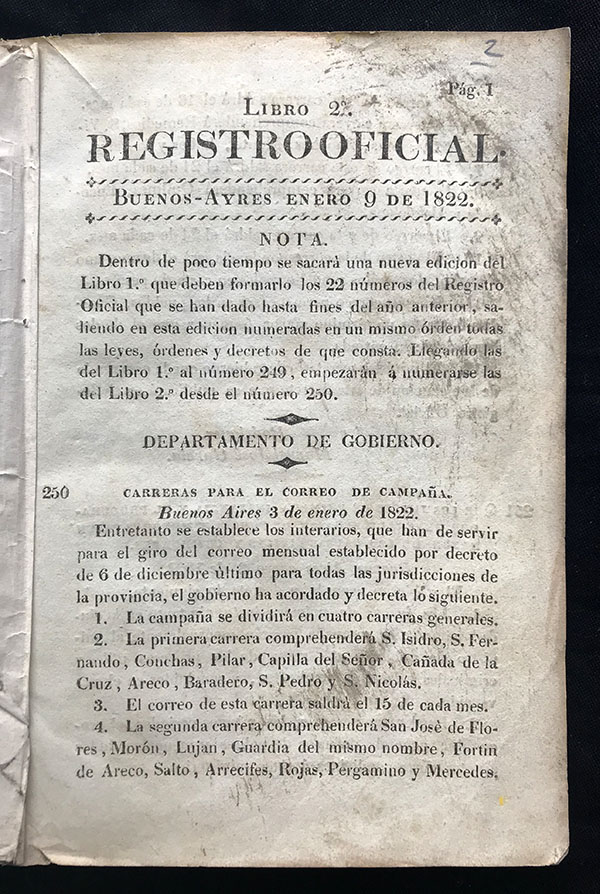 2
Pág. 1
LIBRO 2º.
REGISTRO OFICIAL.
BUENOS-AYRES ENERO 9 DE 1822.
NOTA.
Dentro de poco tiempo se sacará una nueva edicion del
Libro 1.º que deben formarlo los 22 números del Registro
Oficial que se han dado hasta fines del año anterior, sa-
liendo en esta edicion numeradas en un mismo órden todas
las leyes, órdenes y decretos de que consta. Llegando las
del Libro 1.º al número 249, empezarán á numerarse las
del Libro 2.º desde el número 250.
DEPARTAMENTO DE GOBIERNO.
250 CARRERAS PARA EL CORREO DE CAMPAÑA.
Buenos Aires 3 de enero de 1822.
Entretanto se establece los interarios, que han de servir
para el giro del correo mensual establecido por decreto
de 6 de diciembre ùltimo para todas las jurisdicciones de
la provincia, el gobierno ha acordado y decreta lo siguiente.
1. La campaña se dividirá en cuatro carreras generales.
2. La primera carrera comprehenderá S. Isidro, S. Fer-
nando, Conchas, Pilar, Capilla del Señor, Cañada de la
Cruz, Areco, Baradero, S. Pedro y S. Nicolás.
3. El correo de esta carrera saldrá el 15 de cada mes.
4. La segunda carrera comprehenderá San Josè de Flo-
res, Morón, Lujan, Guardia del mismo nombre, Fortin
de Areco, Salto, Arrecifes, Rojas, Pergamino y Mercedes.